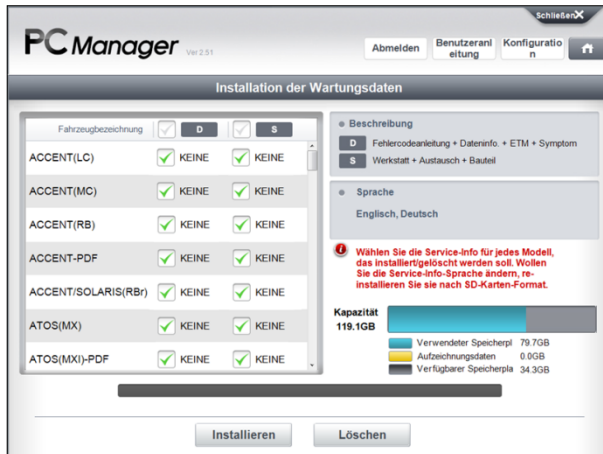 SchließenX
PC Manager Ver 2.51
Abmelden
Benutzeranl
eitung
Konfiguratio
n
Installation der Wartungsdaten
Fahrzeugbezeichnung D S
ACCENT(LC) KEINE KEINE
ACCENT(MC) KEINE KEINE
ACCENT(RB) KEINE KEINE
ACCENT-PDF KEINE KEINE
ACCENT/SOLARIS(RBr) KEINE KEINE
ATOS(MX) KEINE KEINE
ATOS(MXI)-PDF KEINE KEINE
Beschreibung
D Fehlercodeanleitung + Dateninfo. + ETM + Symptom
S Werkstatt + Austausch + Bauteil
Sprache
Englisch, Deutsch
Wählen Sie die Service-Info für jedes Modell,
das installiert/gelöscht werden soll. Wollen
Sie die Service-Info-Sprache ändern, re-
installieren Sie sie nach SD-Karten-Format.
Kapazität
119.1GB
Verwendeter Speicherpl 79.7GB
Aufzeichnungsdaten 0.0GB
Verfügbarer Speicherpla 34.3GB
Installieren
Löschen